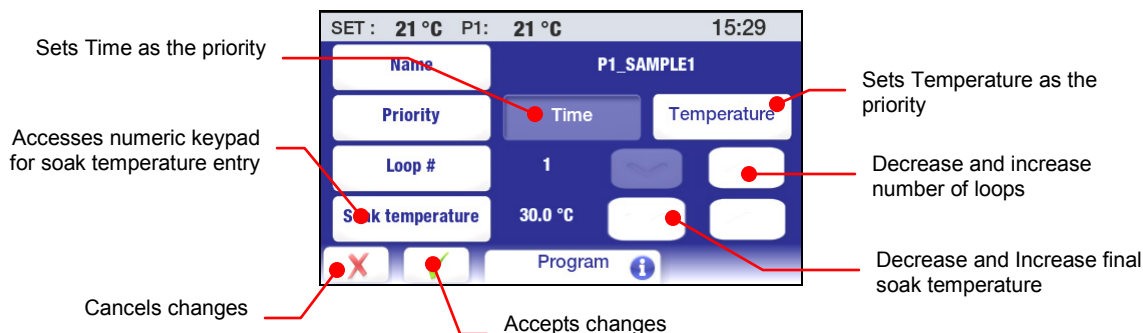 SET : 21 °C P1: 21 °C 15:29
Sets Time as the priority
Name P1_SAMPLE1
Sets Temperature as the
priority
Priority Time Temperature
Accesses numeric keypad
for soak temperature entry
Loop # 1
Decrease and increase
number of loops
Soak temperature 30.0 °C
Decrease and Increase final
soak temperature
Program
Cancels changes
Accepts changes